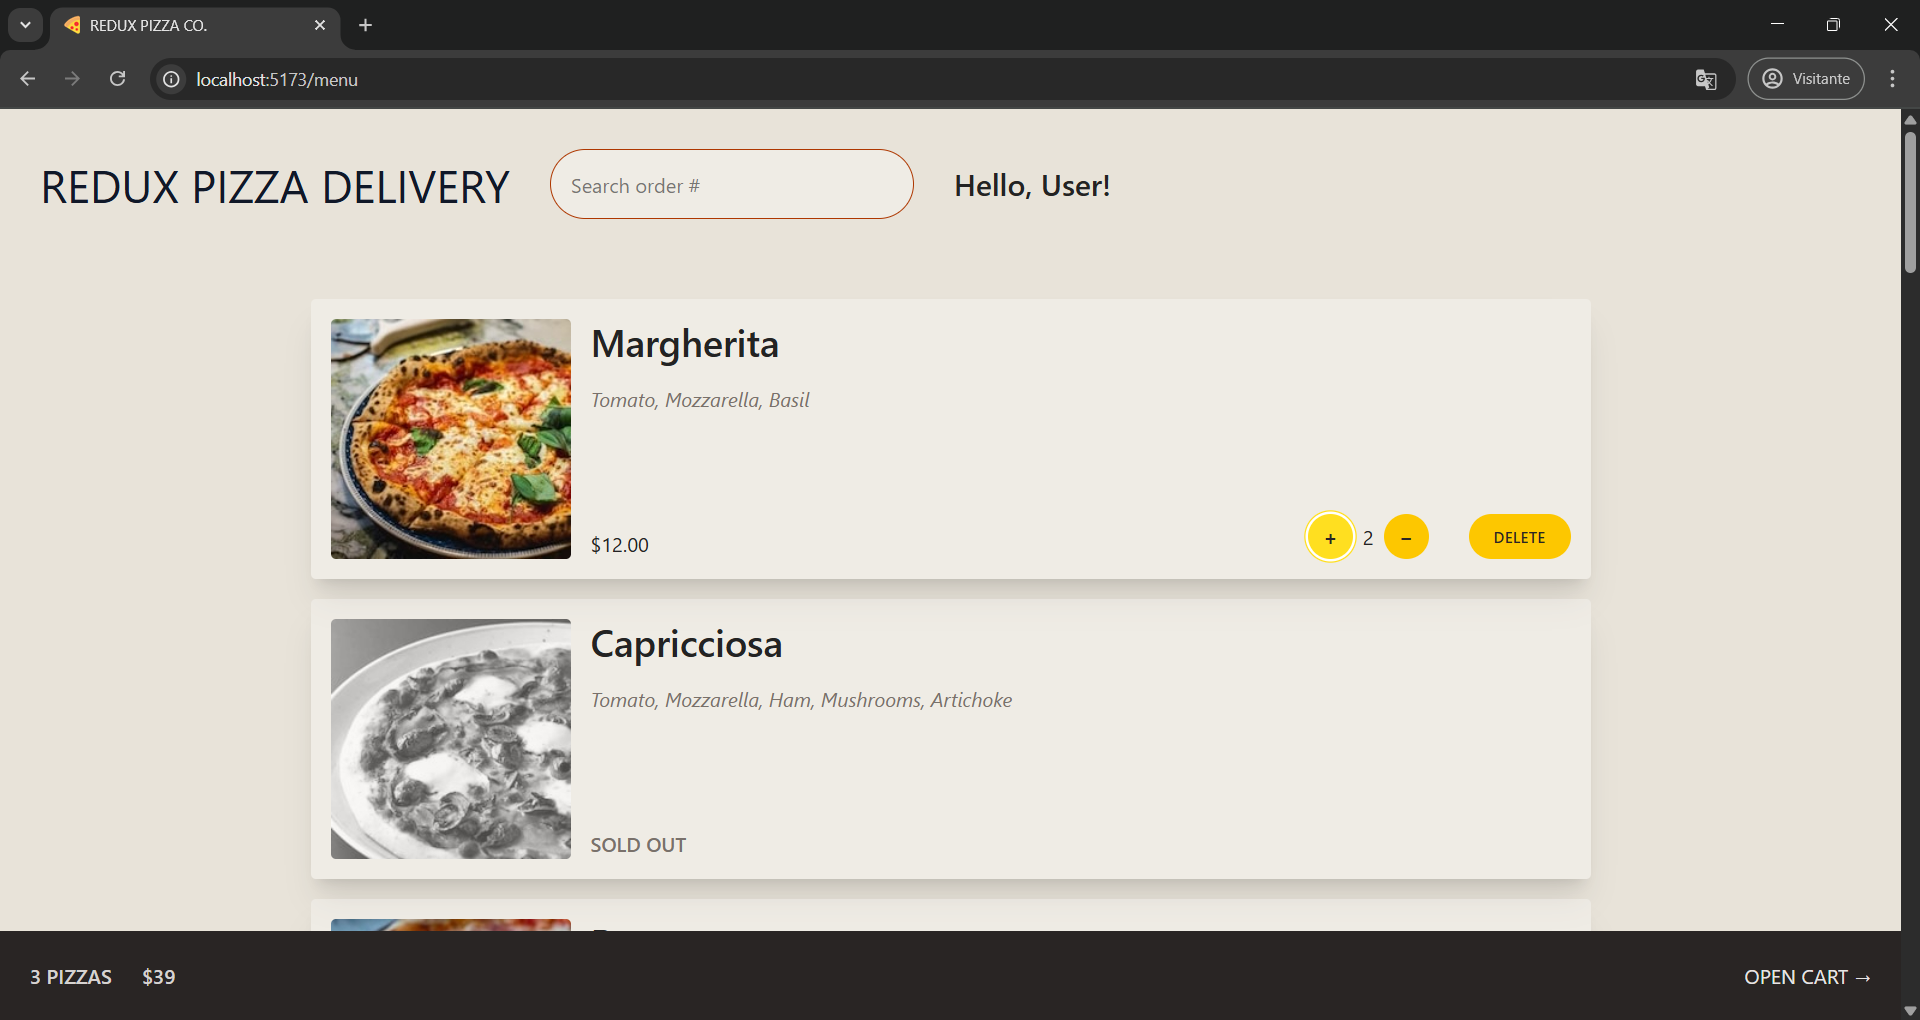 REDUX PIZZA CO.
localhost:5173/menu
Visitante
REDUX PIZZA DELIVERY
Search order #
Hello, User!
Margherita
Tomato, Mozzarella, Basil
$12.00
+ 2 −
DELETE
Capricciosa
Tomato, Mozzarella, Ham, Mushrooms, Artichoke
SOLD OUT
3 PIZZAS $39
OPEN CART →